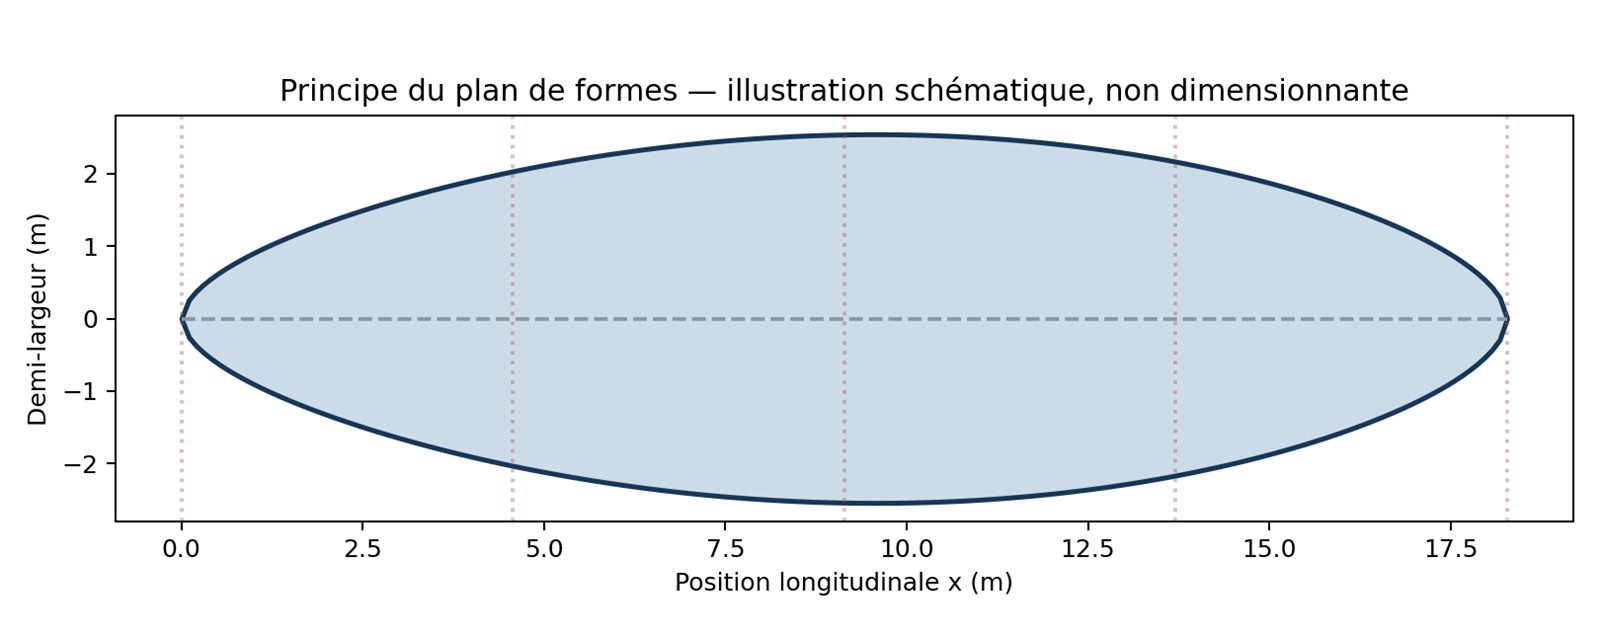 Principe du plan de formes — illustration schématique, non dimensionnante
Demi-largeur (m)
2
1
0
−1
−2
0.0 2.5 5.0 7.5 10.0 12.5 15.0 17.5
Position longitudinale x (m)